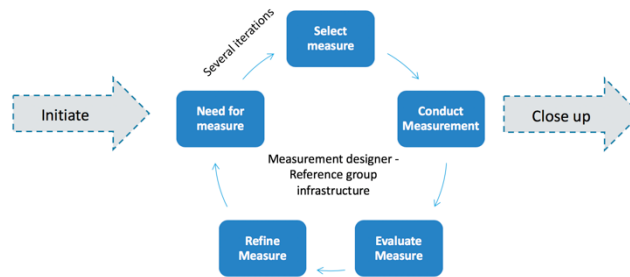 Several iterations
Select
measure
Initiate
Need for
measure
Conduct
Measurement
Close up
Measurement designer -
Reference group
infrastructure
Refine
Measure
Evaluate
Measure